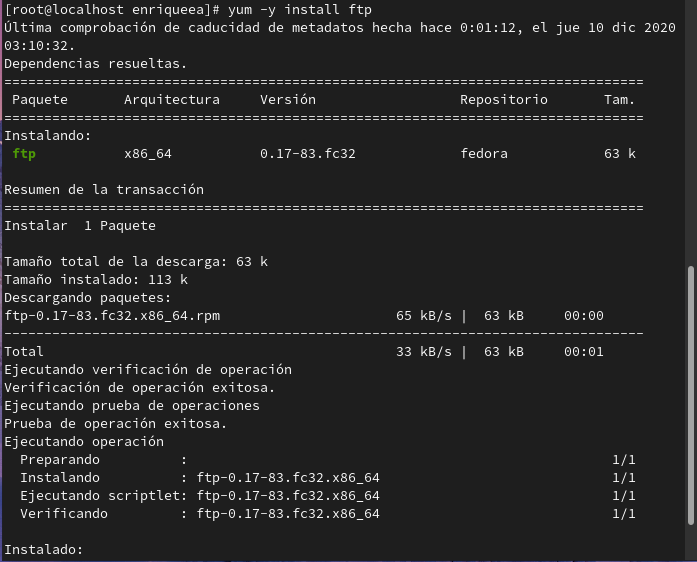 [root@localhost enriqueea]# yum -y install ftp
Última comprobación de caducidad de metadatos hecha hace 0:01:12, el jue 10 dic 2020
03:10:32.
Dependencias resueltas.
================================================================================
Paquete Arquitectura Versión Repositorio Tam.
================================================================================
Instalando:
ftp x86_64 0.17-83.fc32 fedora 63 k
Resumen de la transacción
================================================================================
Instalar 1 Paquete
Tamaño total de la descarga: 63 k
Tamaño instalado: 113 k
Descargando paquetes:
ftp-0.17-83.fc32.x86_64.rpm 65 kB/s | 63 kB 00:00
--------------------------------------------------------------------------------
Total 33 kB/s | 63 kB 00:01
Ejecutando verificación de operación
Verificación de operación exitosa.
Ejecutando prueba de operaciones
Prueba de operación exitosa.
Ejecutando operación
Preparando : 1/1
Instalando : ftp-0.17-83.fc32.x86_64 1/1
Ejecutando scriptlet: ftp-0.17-83.fc32.x86_64 1/1
Verificando : ftp-0.17-83.fc32.x86_64 1/1
Instalado: